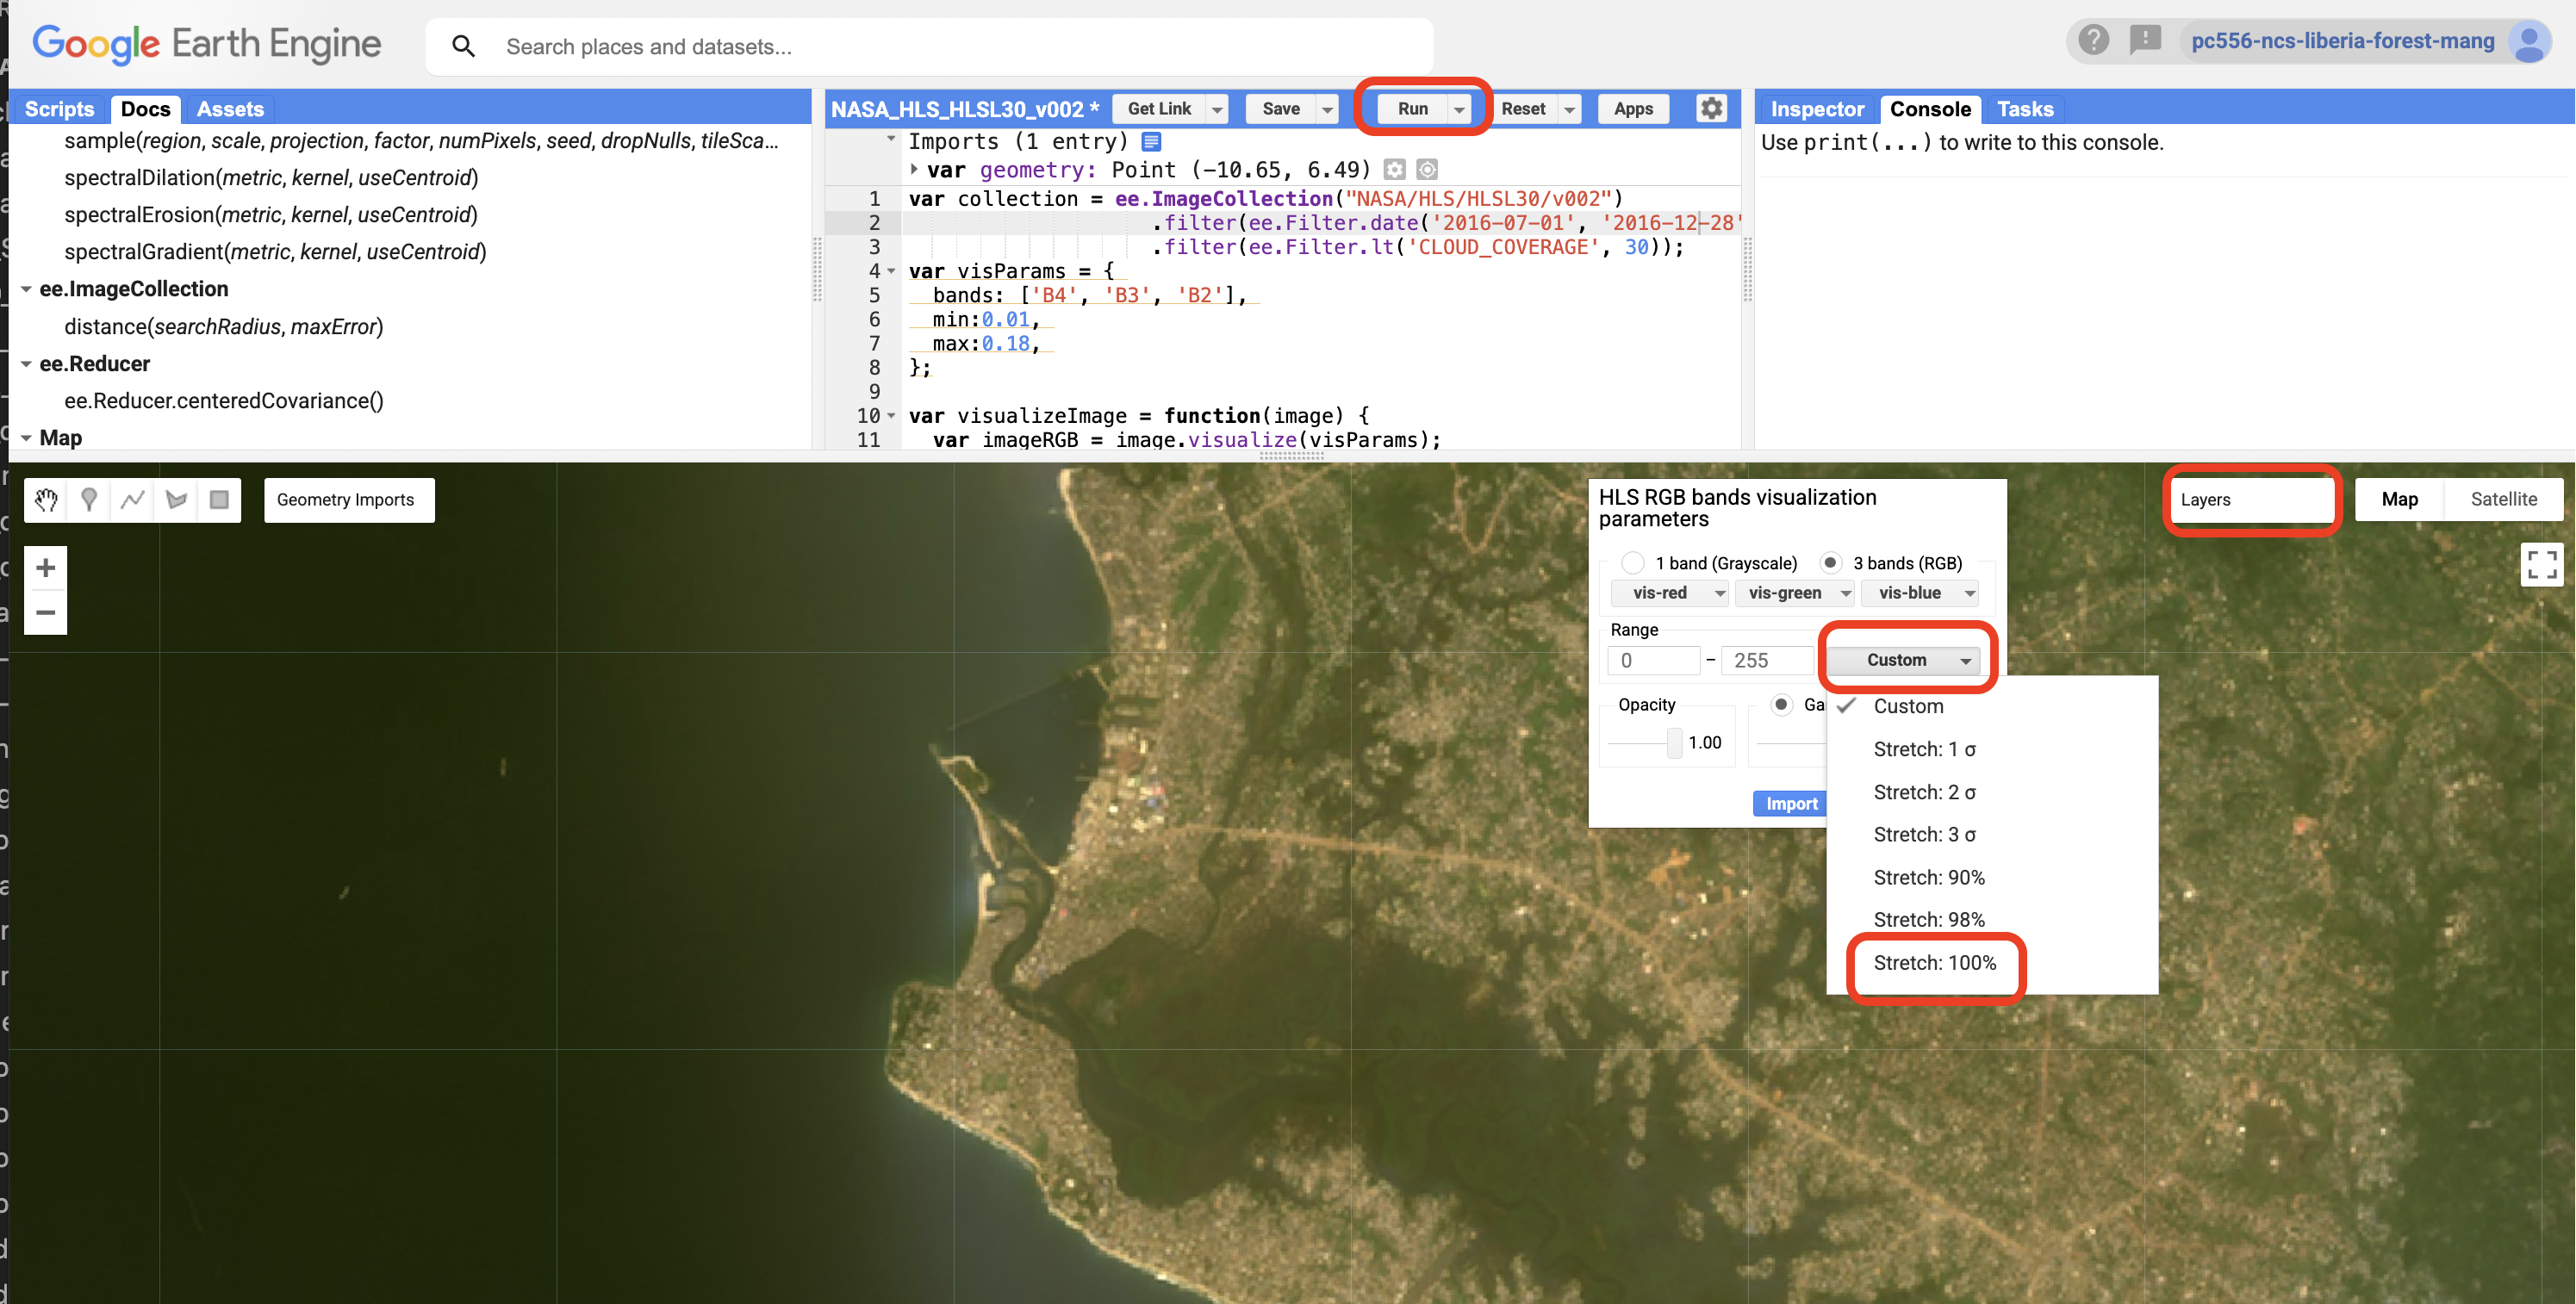 Google Earth Engine
Search places and datasets...
pc556-ncs-liberia-forest-mang
Scripts Docs Assets
NASA_HLS_HLSL30_v002 * Get Link Save Run Reset Apps
Inspector Console Tasks
sample(region, scale, projection, factor, numPixels, seed, dropNulls, tileSca...
spectralDilation(metric, kernel, useCentroid)
spectralErosion(metric, kernel, useCentroid)
spectralGradient(metric, kernel, useCentroid)
ee.ImageCollection
distance(searchRadius, maxError)
ee.Reducer
ee.Reducer.centeredCovariance()
Map
Imports (1 entry)
var geometry: Point (-10.65, 6.49)
1 var collection = ee.ImageCollection("NASA/HLS/HLSL30/v002")
2 .filter(ee.Filter.date('2016-07-01', '2016-12-28'
3 .filter(ee.Filter.lt('CLOUD_COVERAGE', 30));
4 var visParams = {
5 bands: ['B4', 'B3', 'B2'],
6 min:0.01,
7 max:0.18,
8 };
9
10 var visualizeImage = function(image) {
11 var imageRGB = image.visualize(visParams);
Use print(...) to write to this console.
Geometry Imports
HLS RGB bands visualization
parameters
1 band (Grayscale) 3 bands (RGB)
vis-red vis-green vis-blue
Range
0 – 255 Custom
Opacity Ga
1.00
Import
Custom
Stretch: 1 σ
Stretch: 2 σ
Stretch: 3 σ
Stretch: 90%
Stretch: 98%
Stretch: 100%
Layers
Map Satellite